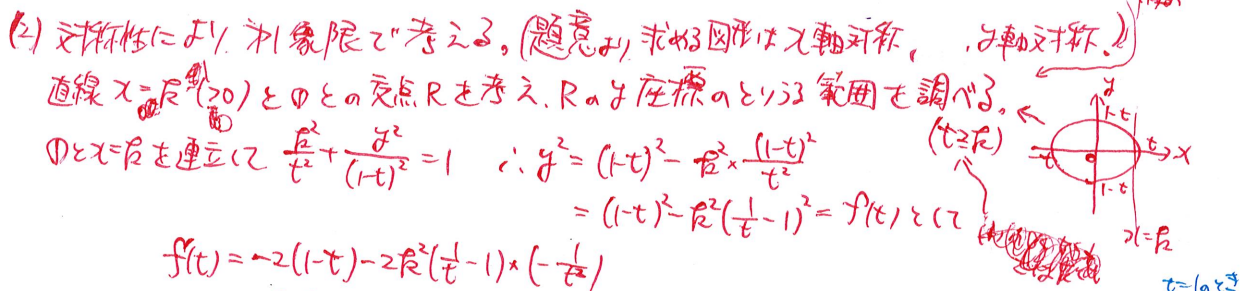 (2) 対称性により、第1象限で考える。(題意より求める図形はx軸対称、y軸対称。)
直線 x=k (>0) と①との交点Rを考え、Rのy座標のとりうる範囲を調べる。
(t≧k)
①とx=kを連立して k²/t² + y²/(1-t)² = 1 ∴ y² = (1-t)² - k² × (1-t)²/t²
= (1-t)² - k²(1/t - 1)² = f(t) として
f'(t) = -2(1-t) - 2k²(1/t - 1) × (-1/t²)
y
1-t
-t
t
x
0
1-t
x=k
t=1のとき